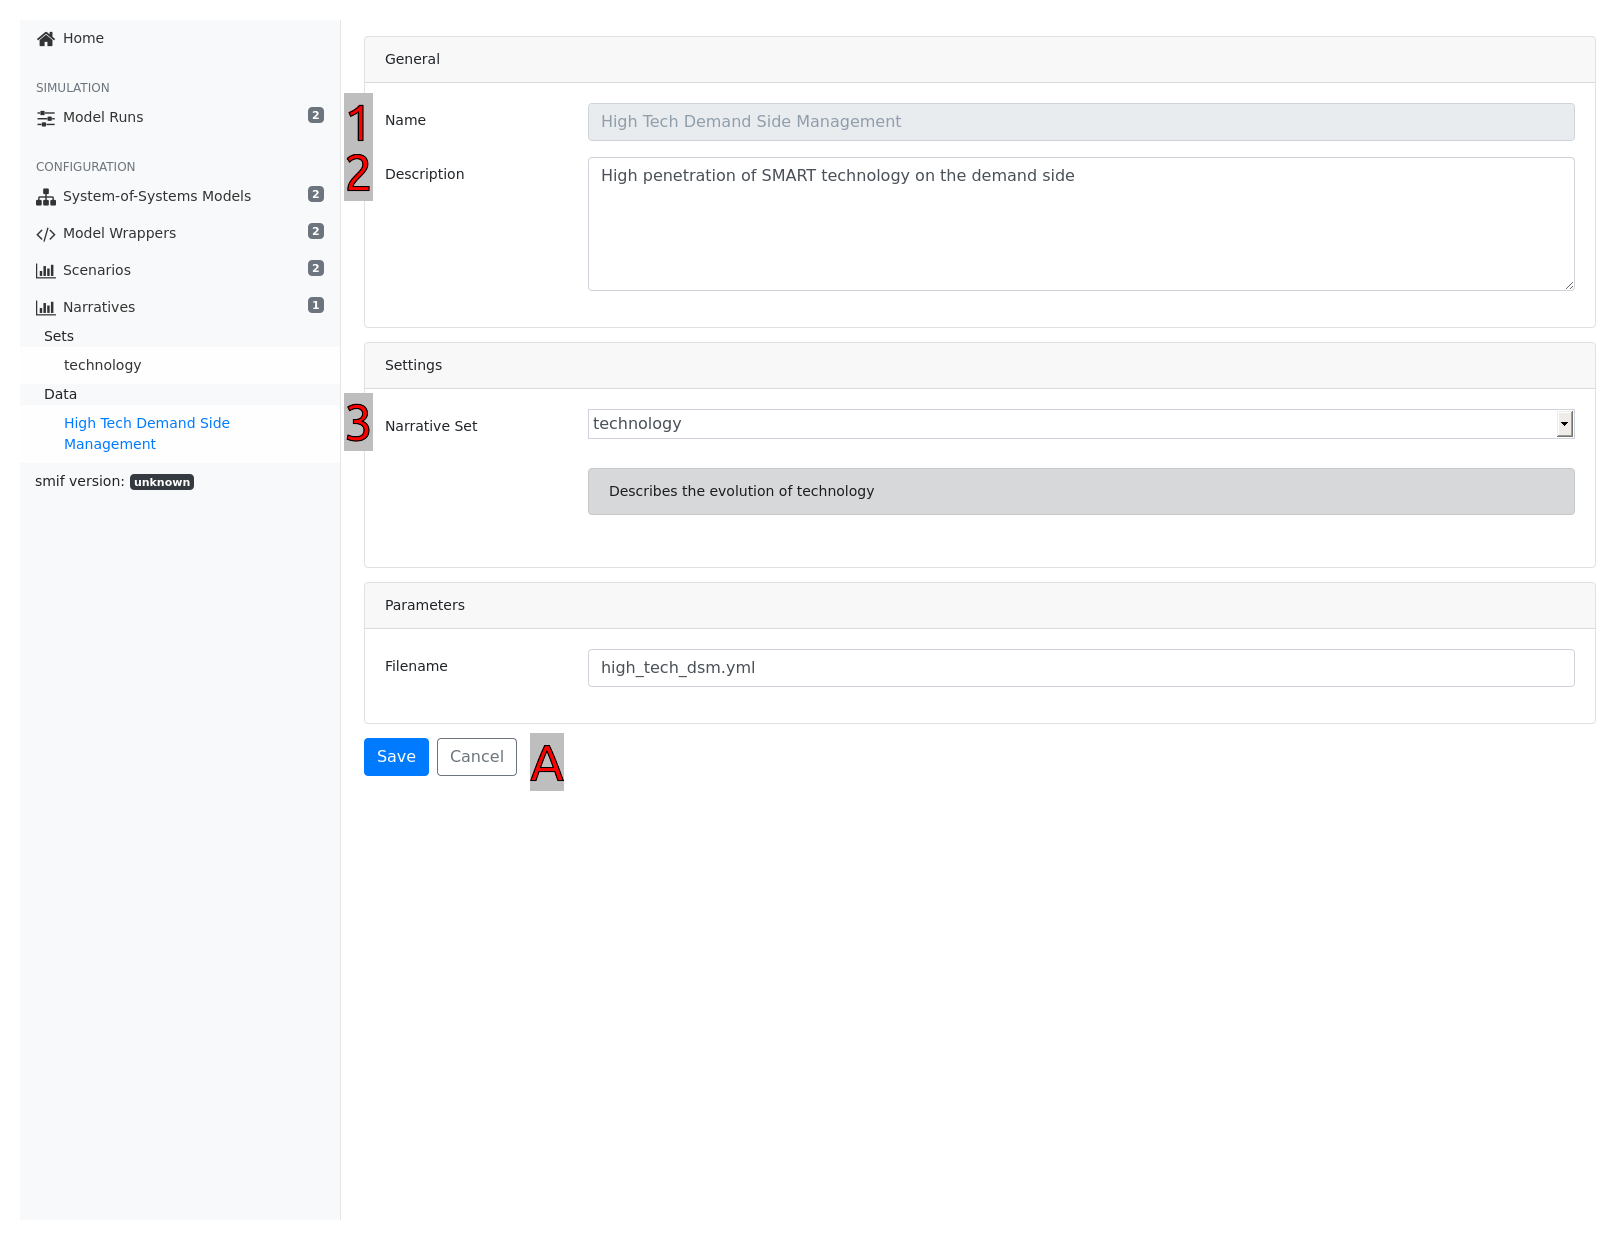 Home
SIMULATION
Model Runs 2
CONFIGURATION
System-of-Systems Models 2
Model Wrappers 2
Scenarios 2
Narratives 1
Sets
technology
Data
High Tech Demand Side
Management
smif version: unknown
General
1 Name High Tech Demand Side Management
2 Description High penetration of SMART technology on the demand side
Settings
3 Narrative Set technology
Describes the evolution of technology
Parameters
Filename high_tech_dsm.yml
Save Cancel A